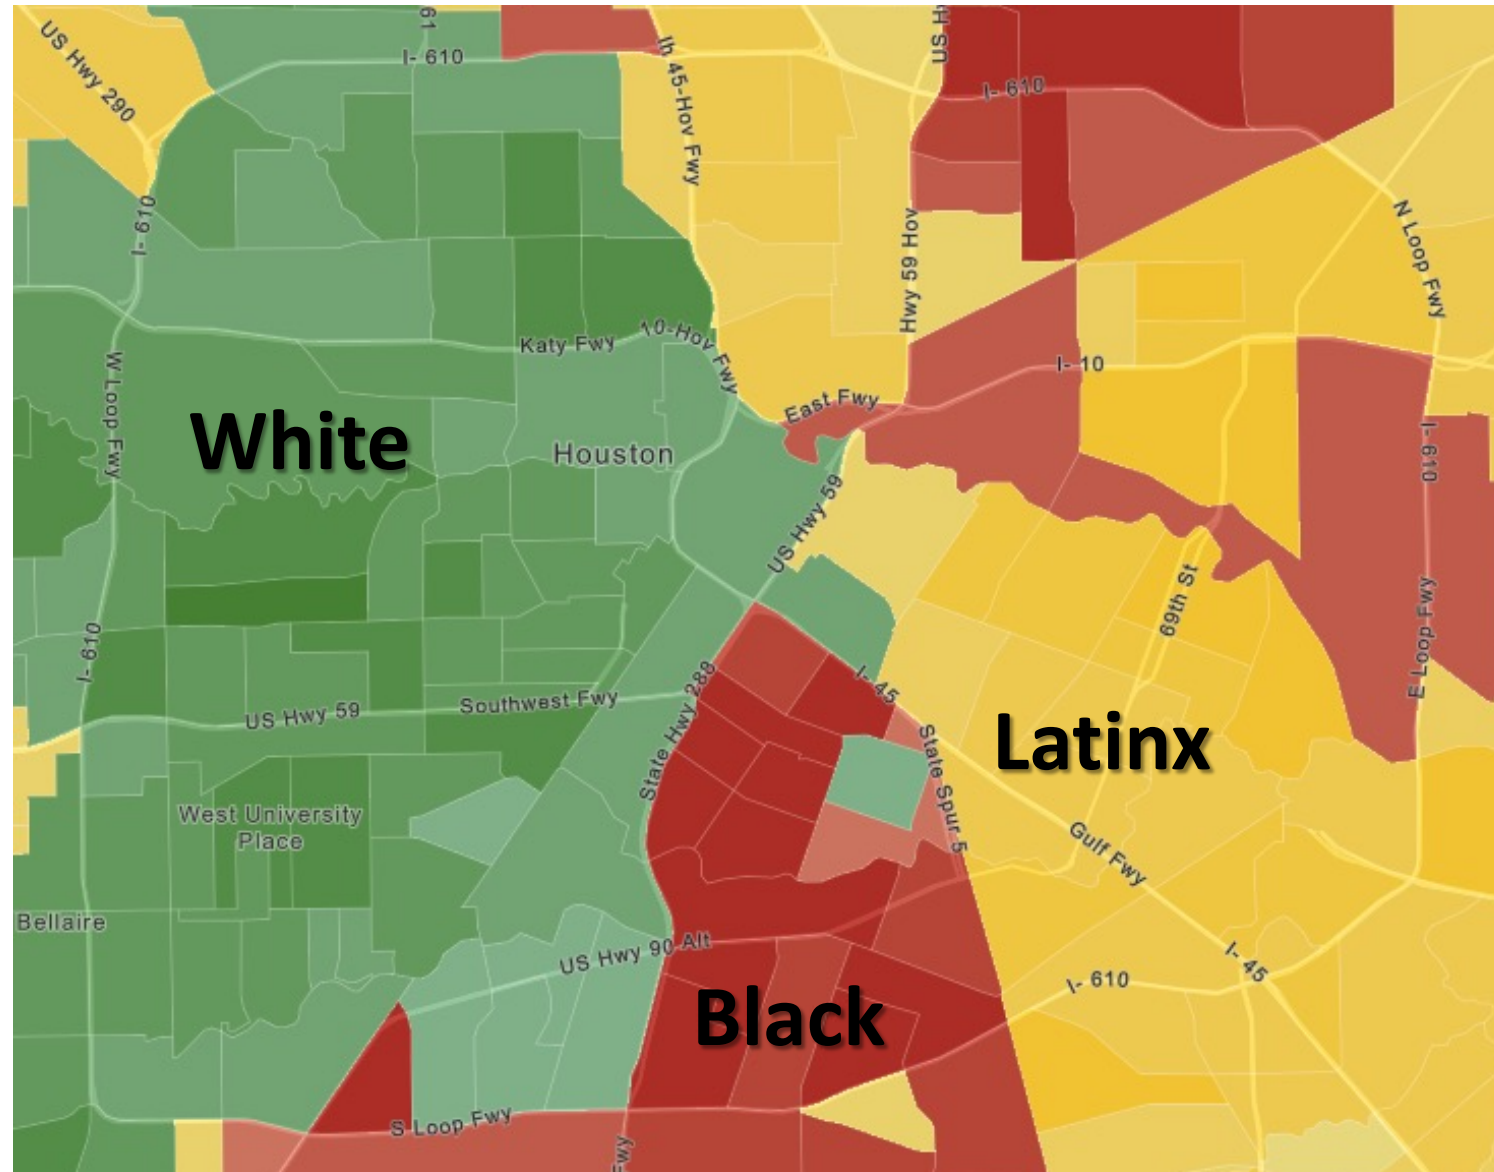 US Hwy 290
I- 610
61
Ih 45-Hov Fwy
US H
I- 610
I- 610
N Loop Fwy
Hwy 59 Hov
Katy Fwy
10-Hov Fwy
I- 10
W Loop Fwy
East Fwy
White
Houston
I- 610
US Hwy 59
69th St
E Loop Fwy
I- 610
I- 45
State Hwy 288
US Hwy 59
Southwest Fwy
Latinx
State Spur 5
West University
Place
Gulf Fwy
Bellaire
US Hwy 90 Alt
I- 45
I- 610
Black
S Loop Fwy
Fwy